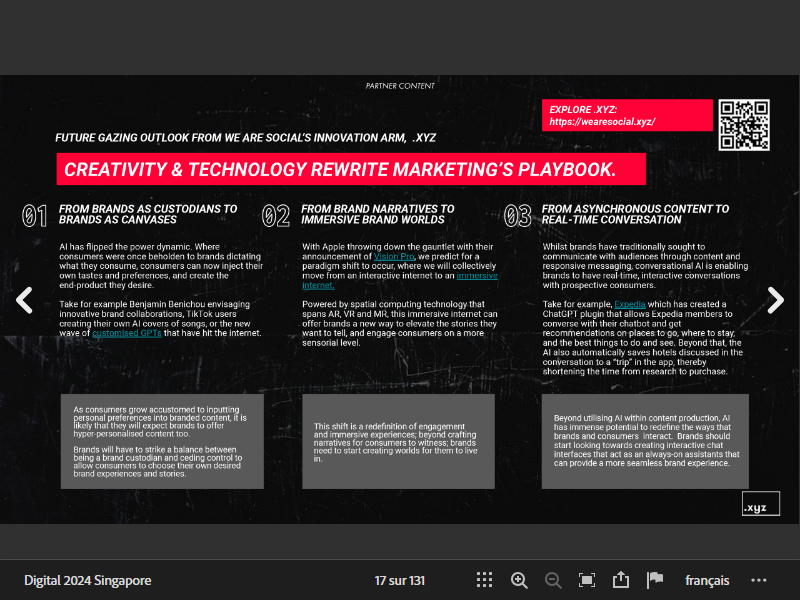 PARTNER CONTENT
EXPLORE .XYZ:
https://wearesocial.xyz/
FUTURE GAZING OUTLOOK FROM WE ARE SOCIAL'S INNOVATION ARM, .XYZ
CREATIVITY & TECHNOLOGY REWRITE MARKETING'S PLAYBOOK.
01
FROM BRANDS AS CUSTODIANS TO
BRANDS AS CANVASES
AI has flipped the power dynamic. Where
consumers were once beholden to brands dictating
what they consume, consumers can now inject their
own tastes and preferences, and create the
end-product they desire.
Take for example Benjamin Benichou envisaging
innovative brand collaborations, TikTok users
creating their own AI covers of songs, or the new
wave of customised GPTs that have hit the internet.
As consumers grow accustomed to inputting
personal preferences into branded content, it is
likely that they will expect brands to offer
hyper-personalised content too.
Brands will have to strike a balance between
being a brand custodian and ceding control to
allow consumers to choose their own desired
brand experiences and stories.
02
FROM BRAND NARRATIVES TO
IMMERSIVE BRAND WORLDS
With Apple throwing down the gauntlet with their
announcement of Vision Pro, we predict for a
paradigm shift to occur, where we will collectively
move from an interactive internet to an immersive
internet.
Powered by spatial computing technology that
spans AR, VR and MR, this immersive internet can
offer brands a new way to elevate the stories they
want to tell, and engage consumers on a more
sensorial level.
This shift is a redefinition of engagement
and immersive experiences; beyond crafting
narratives for consumers to witness; brands
need to start creating worlds for them to live
in.
03
FROM ASYNCHRONOUS CONTENT TO
REAL-TIME CONVERSATION
Whilst brands have traditionally sought to
communicate with audiences through content and
responsive messaging, conversational AI is enabling
brands to have real-time, interactive conversations
with prospective consumers.
Take for example, Expedia which has created a
ChatGPT plugin that allows Expedia members to
converse with their chatbot and get
recommendations on places to go, where to stay,
and the best things to do and see. Beyond that, the
AI also automatically saves hotels discussed in the
conversation to a "trip" in the app, thereby
shortening the time from research to purchase.
Beyond utilising AI within content production, AI
has immense potential to redefine the ways that
brands and consumers interact. Brands should
start looking towards creating interactive chat
interfaces that act as an always-on assistants that
can provide a more seamless brand experience.
.xyz
Digital 2024 Singapore
17 sur 131
français